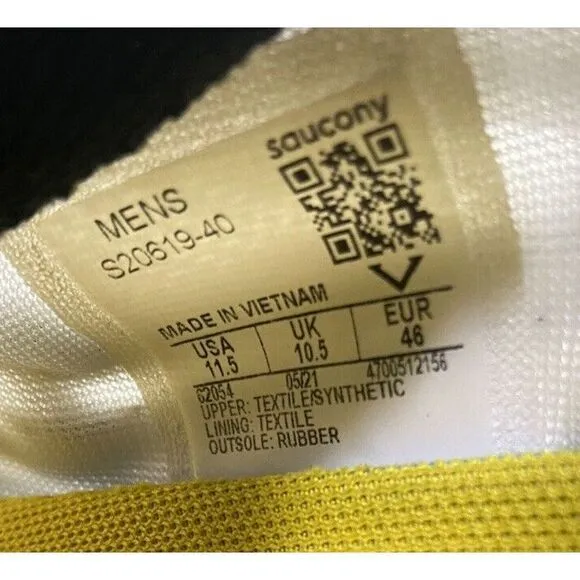 saucony
MENS
S20619-40
MADE IN VIETNAM
USA UK EUR
11.5 10.5 46
62054 05/21 4700512156
UPPER: TEXTILE/SYNTHETIC
LINING: TEXTILE
OUTSOLE: RUBBER